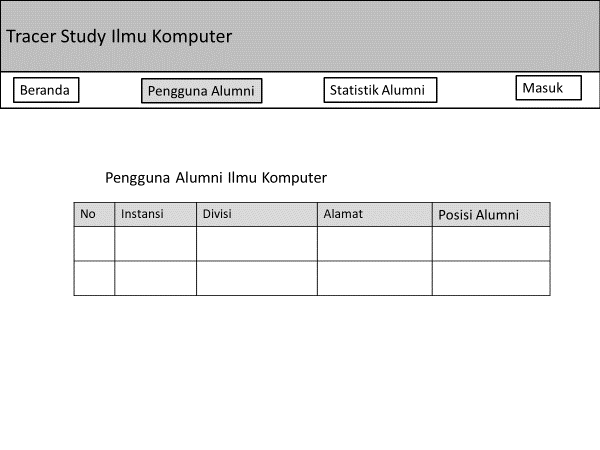 Tracer Study Ilmu Komputer
Beranda Pengguna Alumni Statistik Alumni Masuk
Pengguna Alumni Ilmu Komputer
No Instansi Divisi Alamat Posisi Alumni